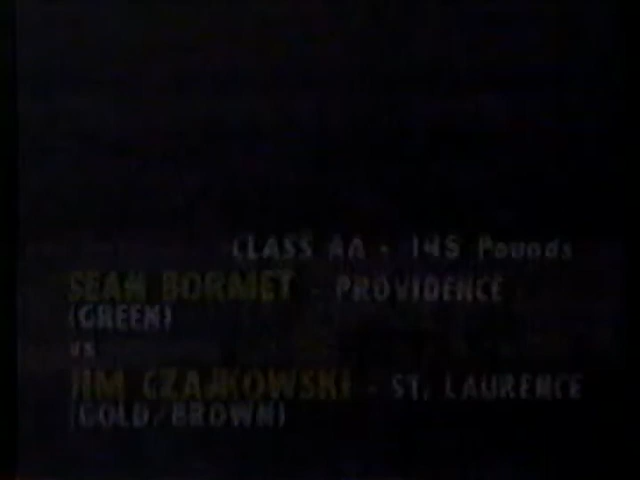 CLASS AA - 145 Pounds
SEAN BORMET - PROVIDENCE
(GREEN)
vs
JIM CZAJKOWSKI - ST. LAURENCE
(GOLD/BROWN)